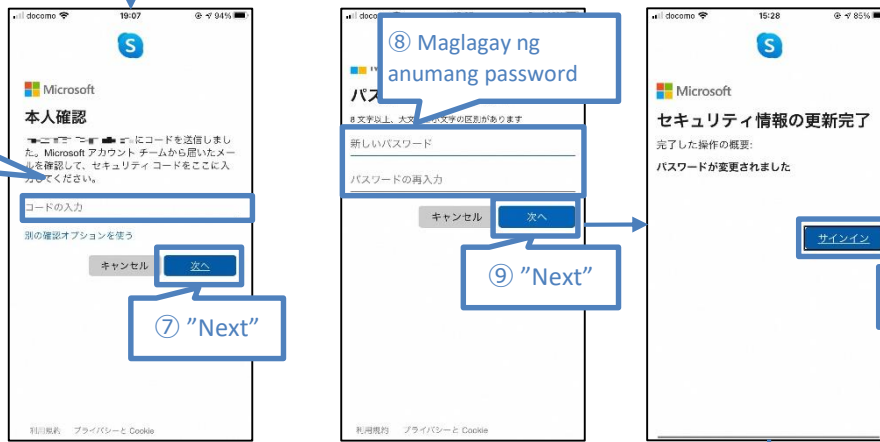 docomo 19:07 94%
S
Microsoft
本人確認
にコードを送信しまし
た。Microsoft アカウント チームから届いたメー
ルを確認して、セキュリティ コードをここに入
力してください。
コードの入力
別の確認オプションを使う
キャンセル 次へ
⑦ ”Next”
利用規約 プライバシーと Cookie
docomo
⑧ Maglagay ng
anumang password
8 文字以上、大文 小文字の区別があります
新しいパスワード
パスワードの再入力
キャンセル 次へ
⑨ ”Next”
利用規約 プライバシーと Cookie
docomo 15:28 85%
S
Microsoft
セキュリティ情報の更新完了
完了した操作の概要:
パスワードが変更されました
サインイン